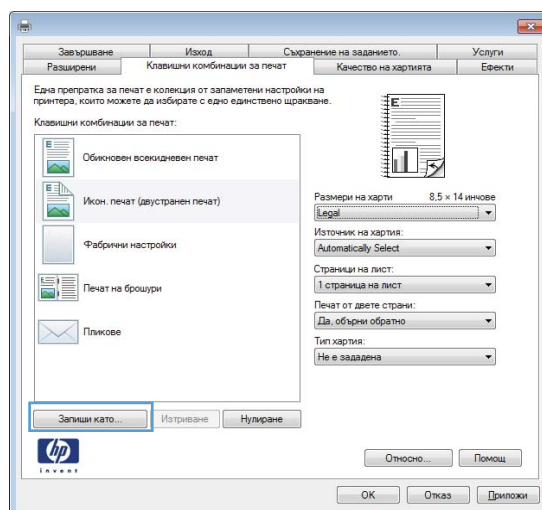 Завършване
Изход
Съхранение на заданието.
Услуги
Разширени
Клавишни комбинации за печат
Качество на хартията
Ефекти
Една препратка за печат е колекция от запаметени настройки на
принтера, които можете да избирате с едно единствено щракване.
Клавишни комбинации за печат:
Обикновен всекидневен печат
Икон. печат (двустранен печат)
Фабрични настройки
Печат на брошури
Пликове
Запиши като...
Изтриване
Нулиране
E
Размери на харти 8,5 × 14 инчове
Legal
Източник на хартия:
Automatically Select
Страници на лист:
1 страница на лист
Печат от двете страни:
Да, обърни обратно
Тип хартия:
Не е зададена
hp
invent
Относно...
Помощ
OK
Отказ
Приложи